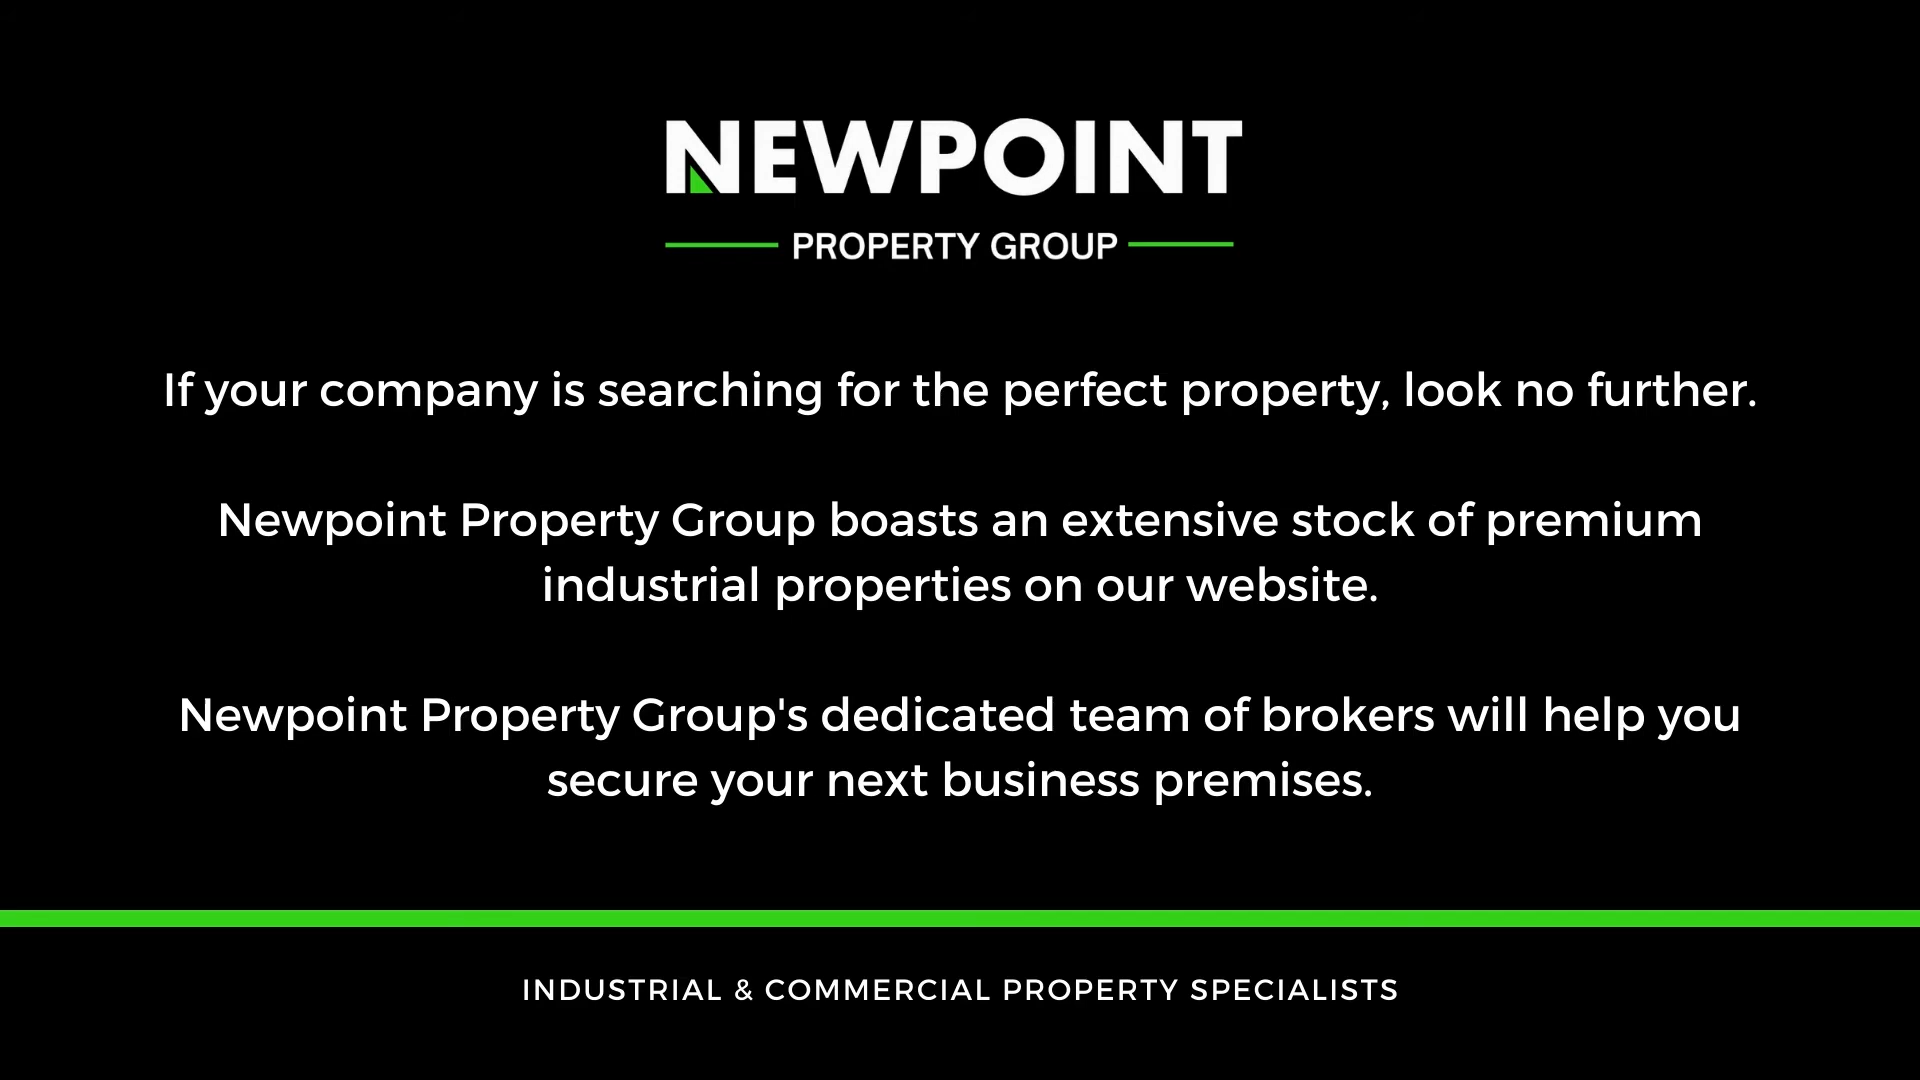 NEWPOINT
PROPERTY GROUP
If your company is searching for the perfect property, look no further.
Newpoint Property Group boasts an extensive stock of premium
industrial properties on our website.
Newpoint Property Group's dedicated team of brokers will help you
secure your next business premises.
INDUSTRIAL & COMMERCIAL PROPERTY SPECIALISTS